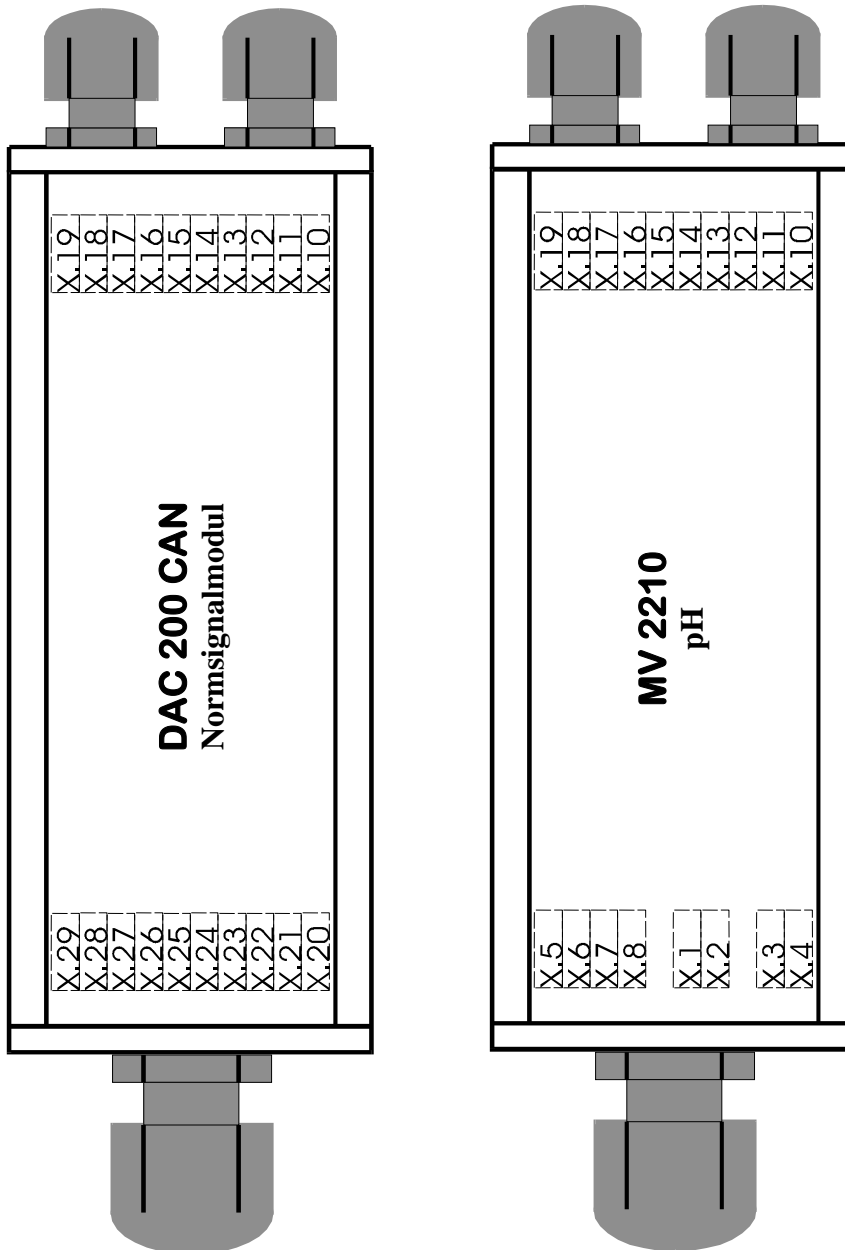 X.19
X.18
X.17
X.16
X.15
X.14
X.13
X.12
X.11
X.10
DAC 200 CAN
Normsignalmodul
X.29
X.28
X.27
X.26
X.25
X.24
X.23
X.22
X.21
X.20
X.19
X.18
X.17
X.16
X.15
X.14
X.13
X.12
X.11
X.10
MV 2210
pH
X.5
X.6
X.7
X.8
X.1
X.2
X.3
X.4